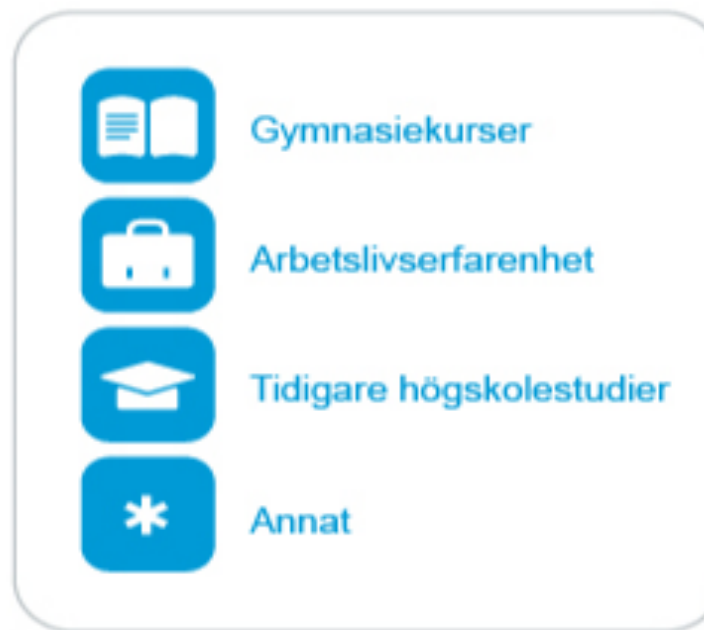 Gymnasiekurser
Arbetslivserfarenhet
Tidigare högskolestudier
Annat